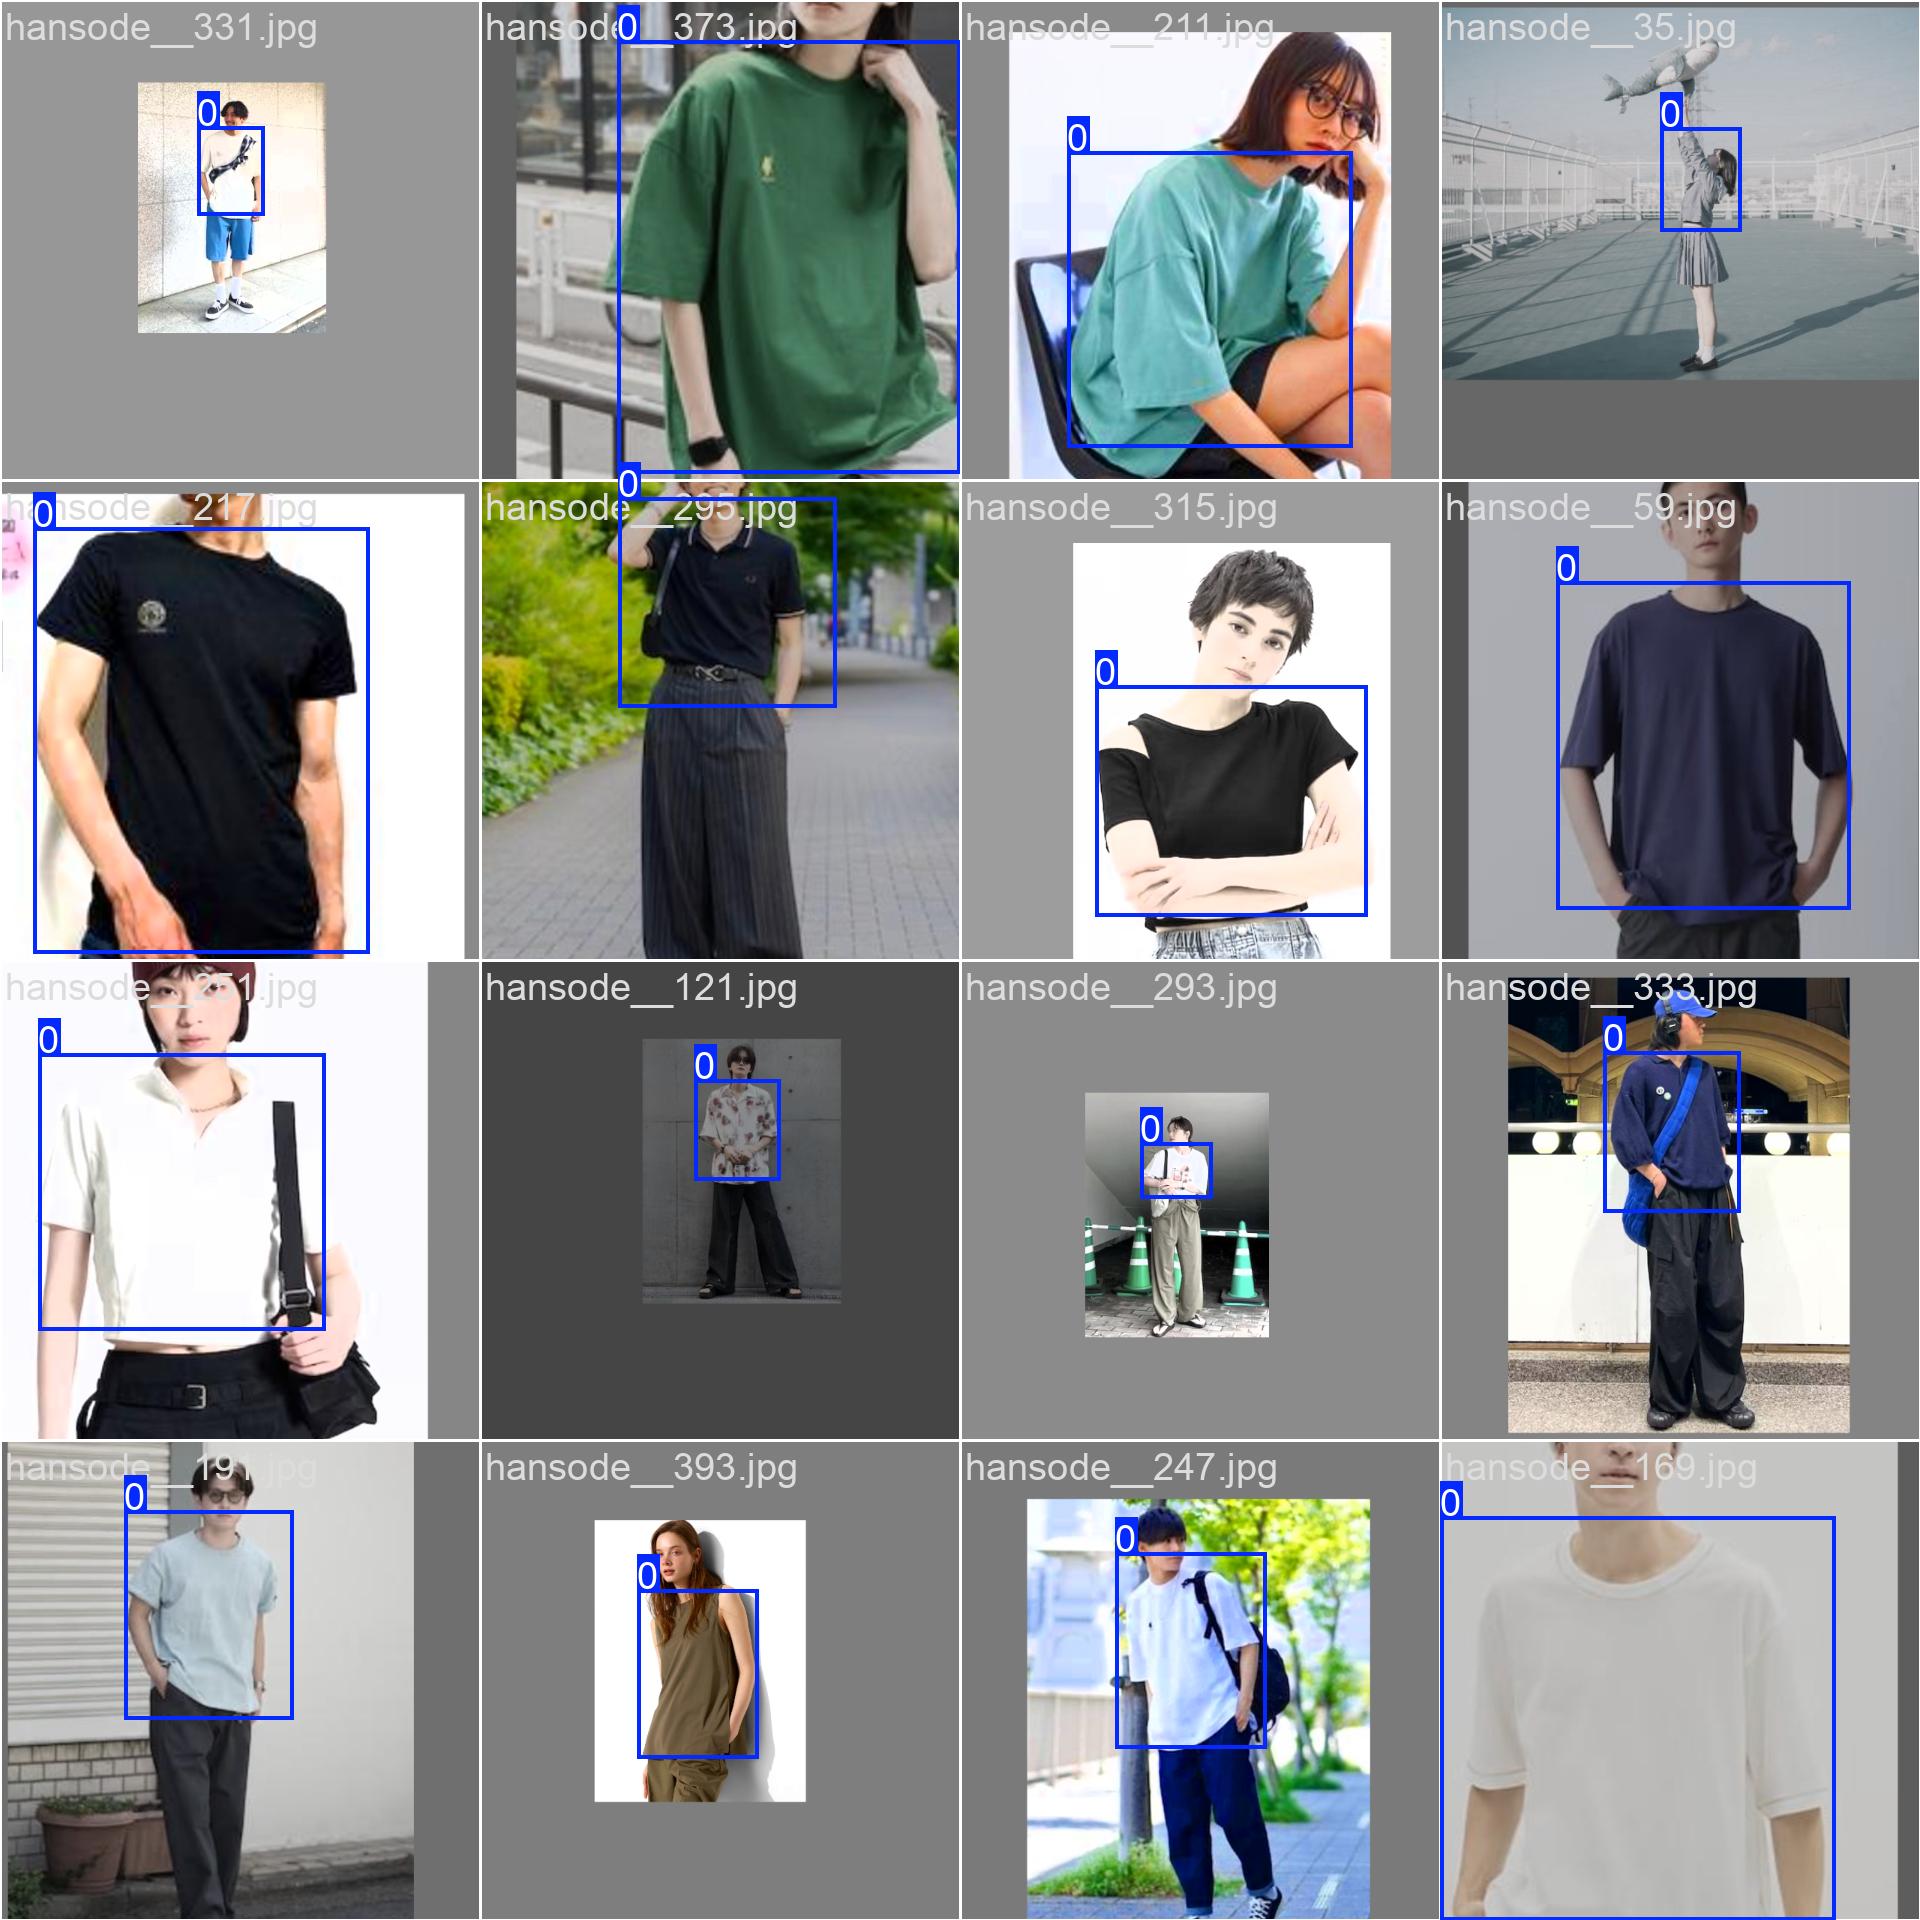 hansode__331.jpg
0
hansode__373.jpg
0
hansode__211.jpg
0
hansode__35.jpg
0
hansode__217.jpg
0
hansode__295.jpg
0
hansode__315.jpg
0
hansode__59.jpg
0
hansode__251.jpg
0
hansode__121.jpg
0
hansode__293.jpg
0
hansode__333.jpg
0
hansode__191.jpg
0
hansode__393.jpg
0
hansode__247.jpg
0
hansode__169.jpg
0